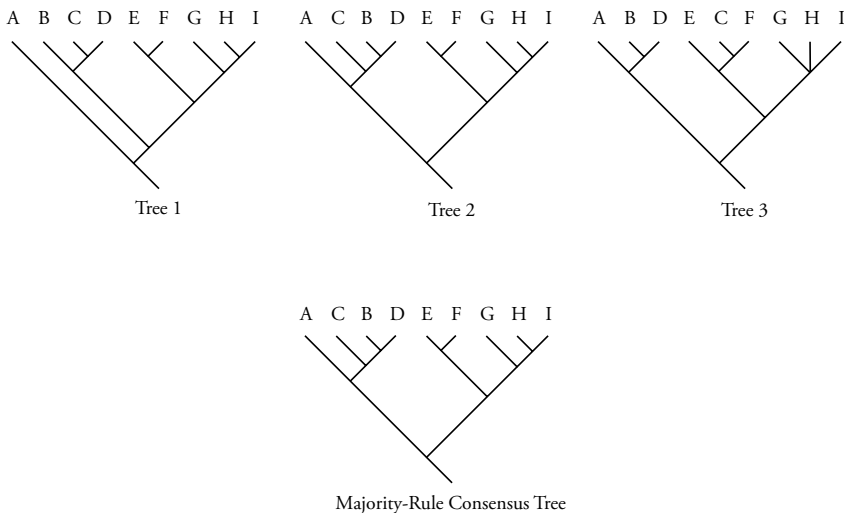 A B C D E F G H I
A C B D E F G H I
A B D E C F G H I
Tree 1
Tree 2
Tree 3
A C B D E F G H I
Majority-Rule Consensus Tree